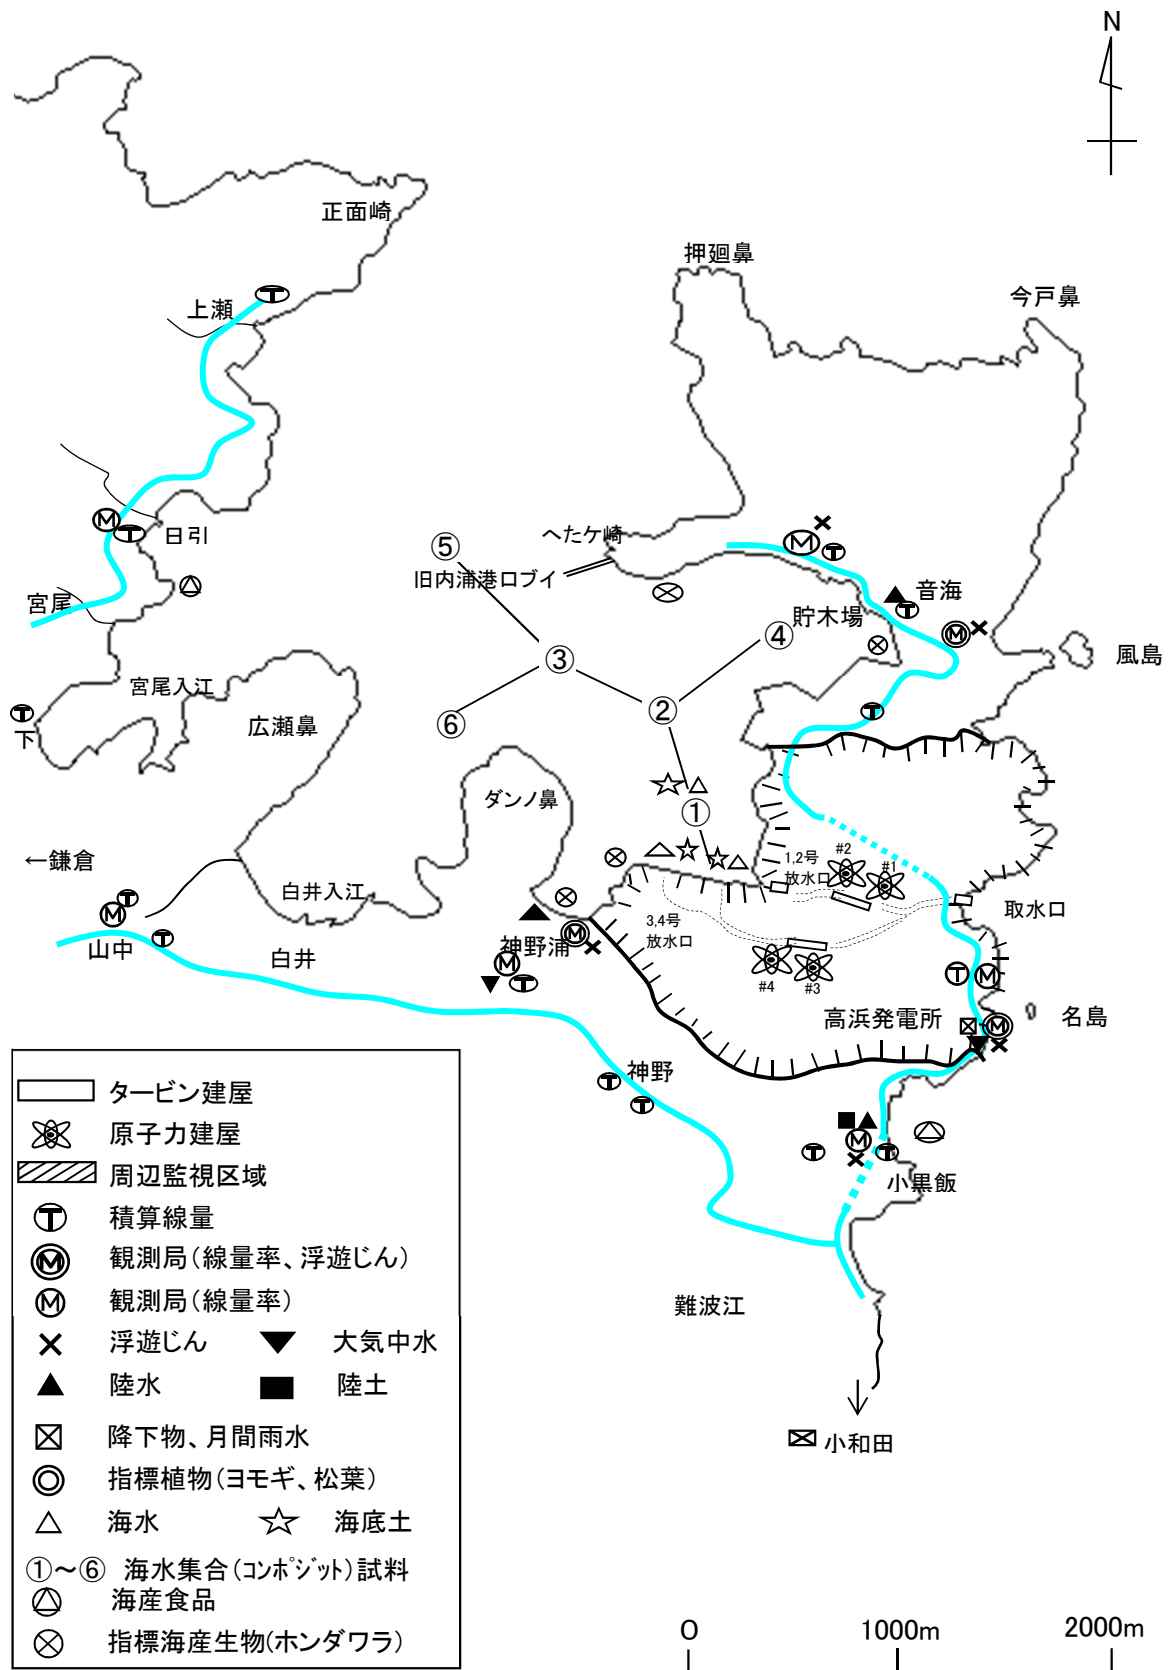 N
正面崎
押廻鼻
今戸鼻
上瀬
へたケ崎
⑤
日引
旧内浦港口ブイ
音海
貯木場
宮尾
④
風島
③
宮尾入江
②
⑥
広瀬鼻
下
ダンノ鼻
①
←鎌倉
1,2号
放水口
#2
#1
白井入江
取水口
3,4号
放水口
山中
白井
神野浦
#4
#3
高浜発電所
名島
神野
小黒飯
難波江
小和田
タービン建屋
原子力建屋
周辺監視区域
T 積算線量
M 観測局(線量率、浮遊じん)
M 観測局(線量率)
浮遊じん 大気中水
陸水 陸土
降下物、月間雨水
指標植物(ヨモギ、松葉)
海水 海底土
①～⑥ 海水集合(コンポジット)試料
海産食品
指標海産生物(ホンダワラ)
0 1000m 2000m